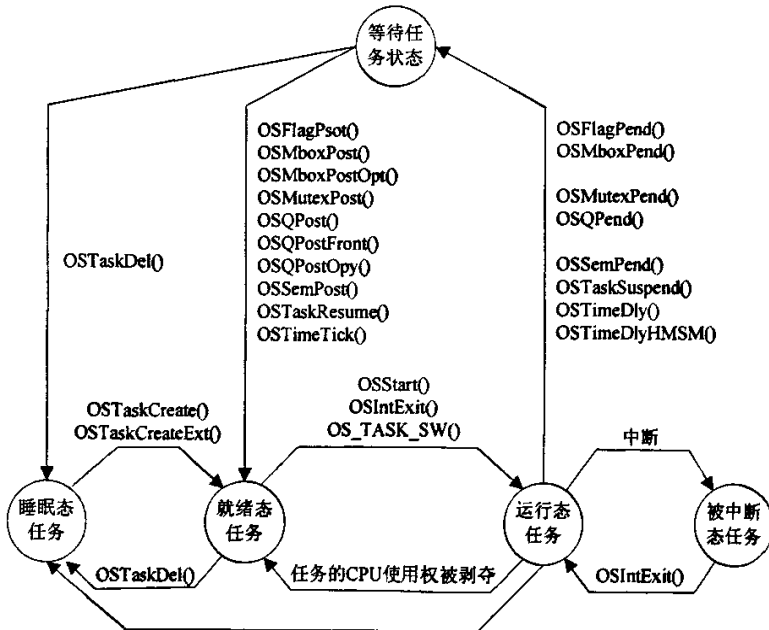 等待任
务状态
OSFlagPsot()
OSMboxPost()
OSMboxPostOpt()
OSMutexPost()
OSQPost()
OSQPostFront()
OSQPostOpy()
OSSemPost()
OSTaskResume()
OSTimeTick()
OSFlagPend()
OSMboxPend()
OSMutexPend()
OSQPend()
OSSemPend()
OSTaskSuspend()
OSTimeDly()
OSTimeDlyHMSM()
OSTaskDel()
OSTaskCreate()
OSTaskCreateExt()
OSStart()
OSIntExit()
OS_TASK_SW()
中断
睡眠态
任务
就绪态
任务
运行态
任务
被中断
态任务
OSTaskDel()
任务的CPU使用权被剥夺
OSIntExit()